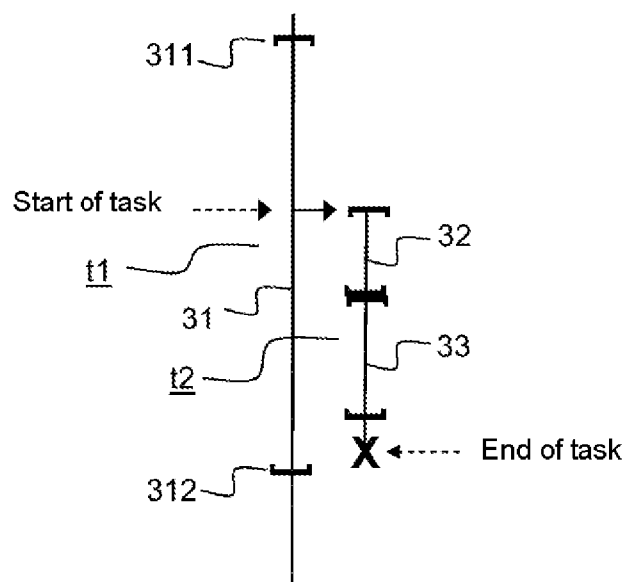 311
Start of task
32
t1
31
33
t2
X
End of task
312